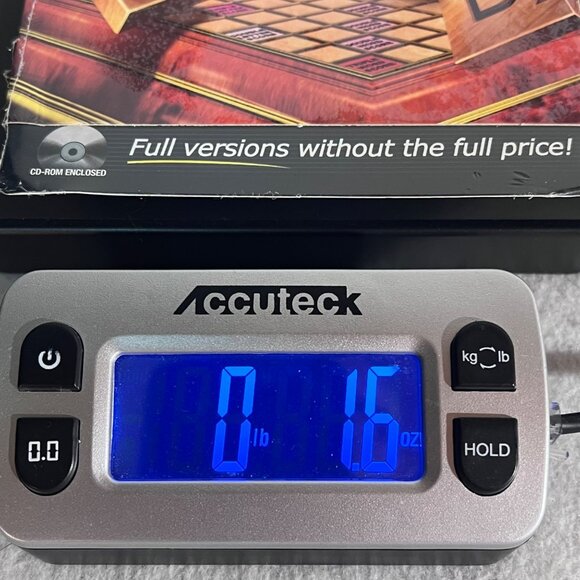 Full versions without the full price!
CD-ROM ENCLOSED
Accuteck
kg lb
0 lb 1.6 oz
0.0
HOLD